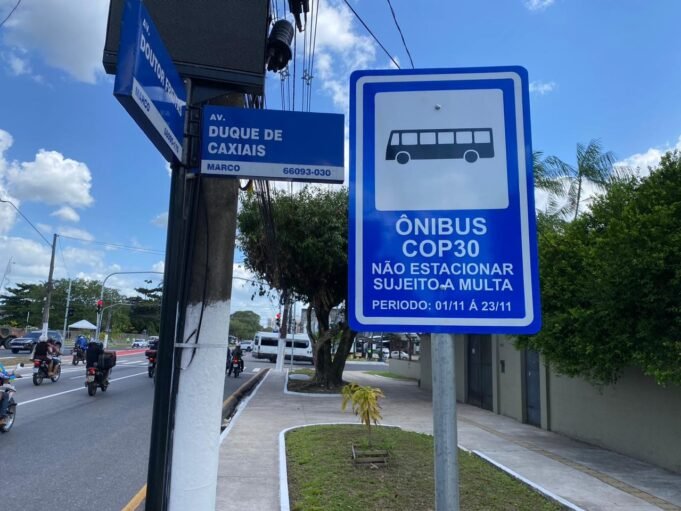 AV.
DOUTOR
MARCO
AV.
DUQUE DE
CAXIAIS
MARCO 66093-030
ÔNIBUS
COP30
NÃO ESTACIONAR
SUJEITO A MULTA
PERIODO: 01/11 Á 23/11